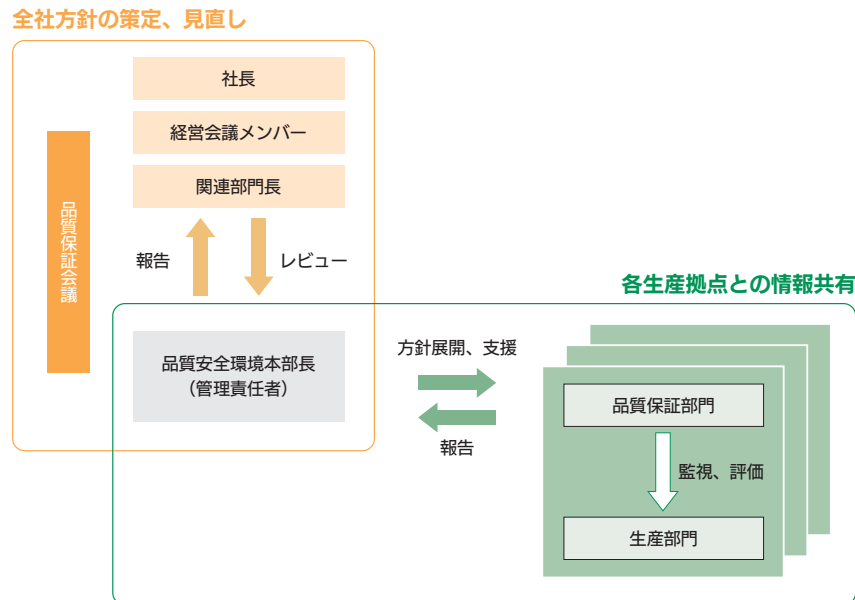 全社方針の策定、見直し
社長
経営会議メンバー
関連部門長
品質保証会議
報告
レビュー
各生産拠点との情報共有
品質安全環境本部長
（管理責任者）
方針展開、支援
報告
品質保証部門
監視、評価
生産部門